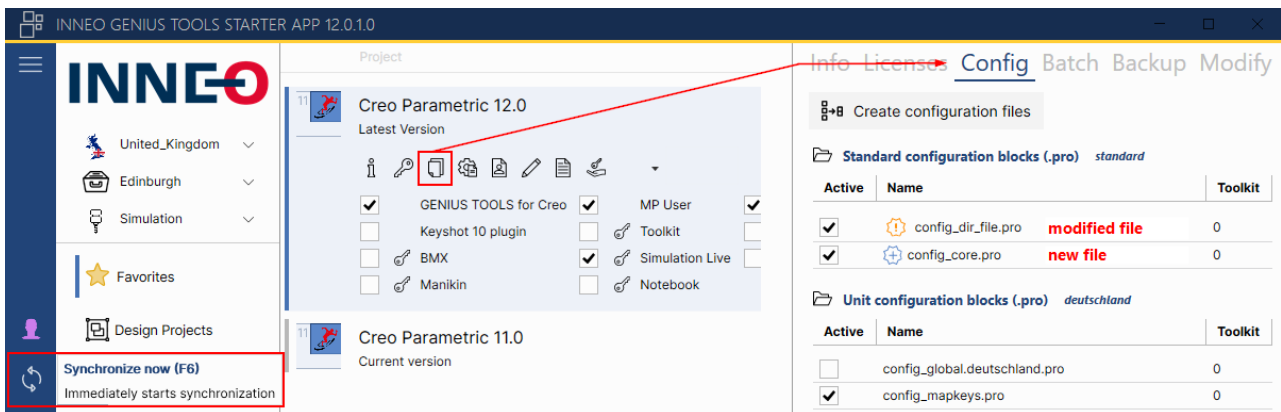 INNEO GENIUS TOOLS STARTER APP 12.0.1.0
INNEO
United_Kingdom
Edinburgh
Simulation
Favorites
Design Projects
Synchronize now (F6)
Immediately starts synchronization
Project
11
Creo Parametric 12.0
Latest Version
GENIUS TOOLS for Creo MP User
Keyshot 10 plugin Toolkit
BMX Simulation Live
Manikin Notebook
11
Creo Parametric 11.0
Current version
Info Licenses Config Batch Backup Modify
Create configuration files
Standard configuration blocks (.pro) standard
Active Name Toolkit
config_dir_file.pro modified file 0
config_core.pro new file 0
Unit configuration blocks (.pro) deutschland
Active Name Toolkit
config_global.deutschland.pro 0
config_mapkeys.pro 0